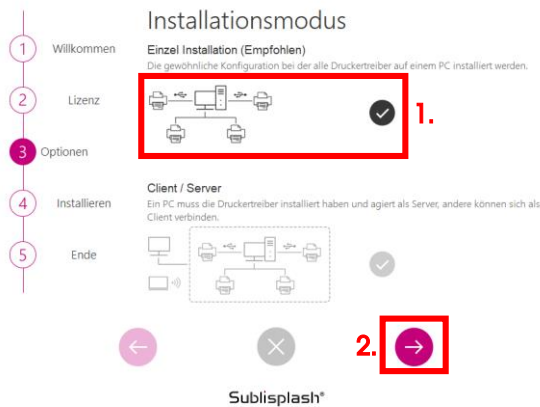 Installationsmodus
1 Willkommen
Einzel Installation (Empfohlen)
Die gewöhnliche Konfiguration bei der alle Druckertreiber auf einem PC installiert werden.
2 Lizenz
1.
3 Optionen
4 Installieren
Client / Server
Ein PC muss die Druckertreiber installiert haben und agiert als Server, andere können sich als
Client verbinden.
5 Ende
2.
Sublisplash®